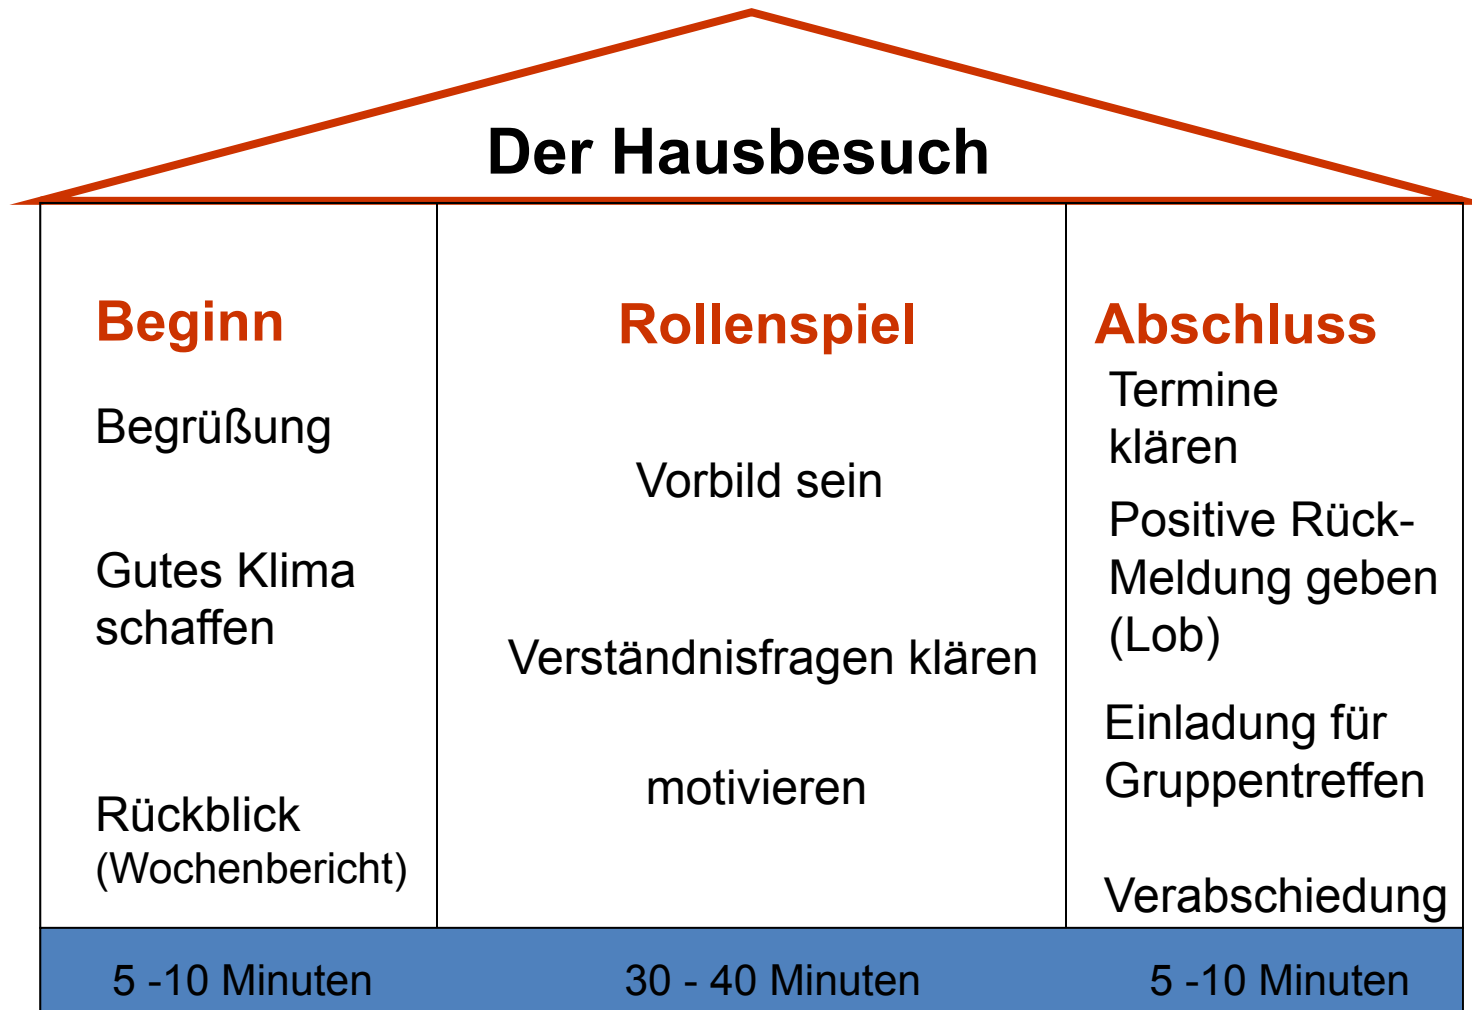 Der Hausbesuch
Beginn
Begrüßung
Gutes Klima
schaffen
Rückblick
(Wochenbericht)
5 -10 Minuten
Rollenspiel
Vorbild sein
Verständnisfragen klären
motivieren
30 - 40 Minuten
Abschluss
Termine
klären
Positive Rück-
Meldung geben
(Lob)
Einladung für
Gruppentreffen
Verabschiedung
5 -10 Minuten